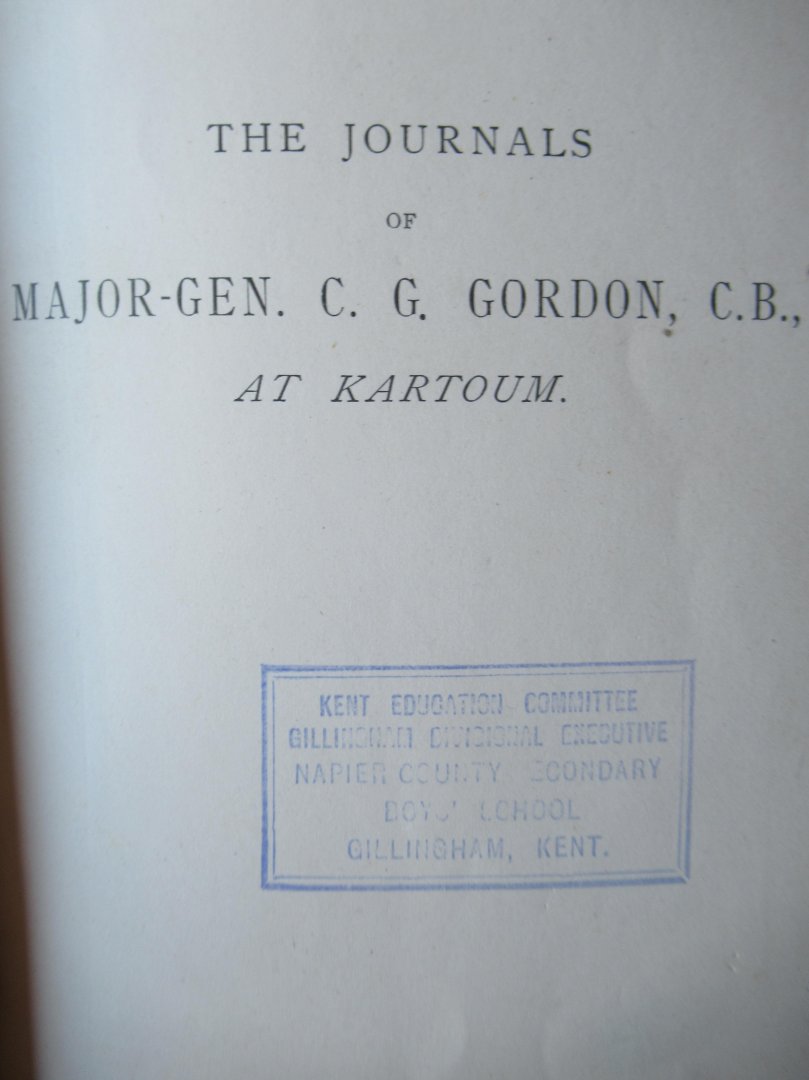 THE JOURNALS
OF
MAJOR-GEN. C. G. GORDON, C.B.,
AT KARTOUM.
KENT EDUCATION COMMITTEE
GILLINGHAM DIVISIONAL EXECUTIVE
NAPIER COUNTY SECONDARY
BOYS' SCHOOL
GILLINGHAM, KENT.